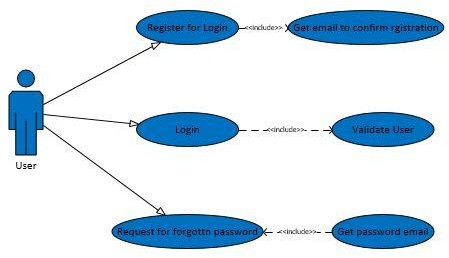 Register for Login
<<include>>
Get email to confirm rgistration
Login
<<include>>
Validate User
User
Request for forgottn password
<<include>>
Get password email